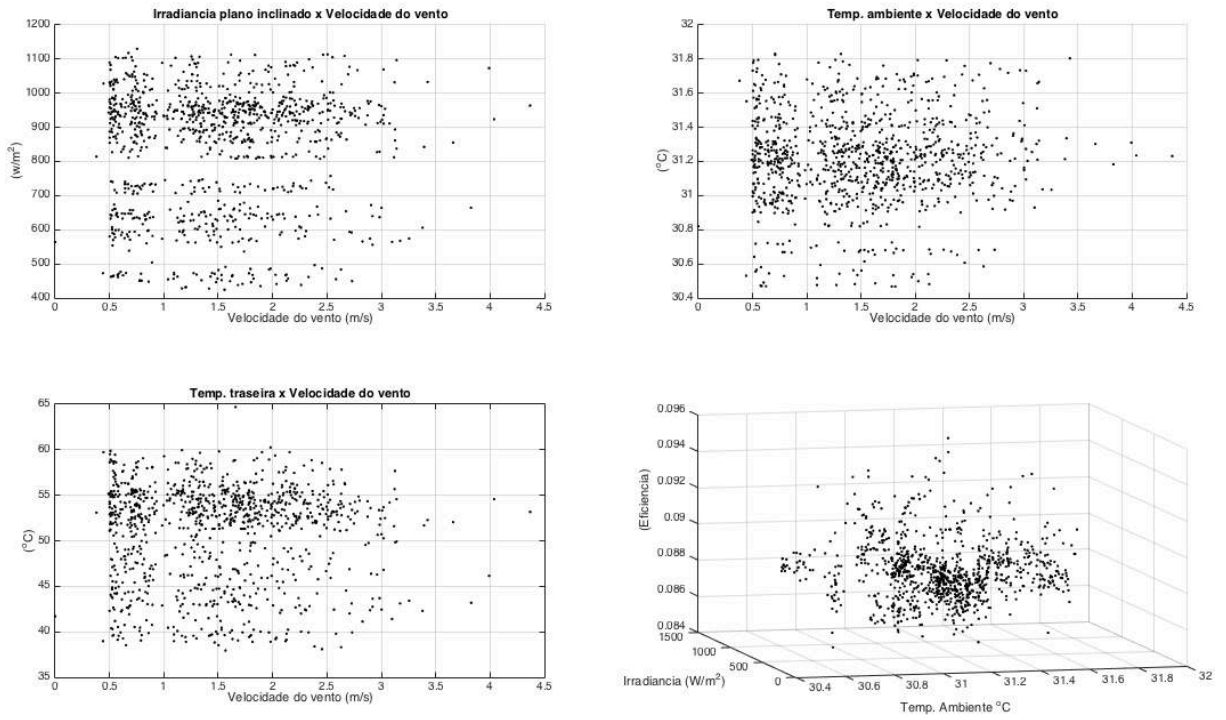 Irradiancia plano inclinado x Velocidade do vento
1200
1100
1000
900
800
700
600
500
400
(w/m²)
0 0.5 1 1.5 2 2.5 3 3.5 4 4.5
Velocidade do vento (m/s)
Temp. ambiente x Velocidade do vento
32
31.8
31.6
31.4
31.2
31
30.8
30.6
30.4
(°C)
0 0.5 1 1.5 2 2.5 3 3.5 4 4.5
Velocidade do vento (m/s)
Temp. traseira x Velocidade do vento
65
60
55
50
45
40
35
(°C)
0 0.5 1 1.5 2 2.5 3 3.5 4 4.5
Velocidade do vento (m/s)
0.096
0.094
0.092
0.09
0.088
0.086
0.084
(Eficiencia)
1500
1000
500
0
Irradiancia (W/m²)
30.4 30.6 30.8 31 31.2 31.4 31.6 31.8 32
Temp. Ambiente °C